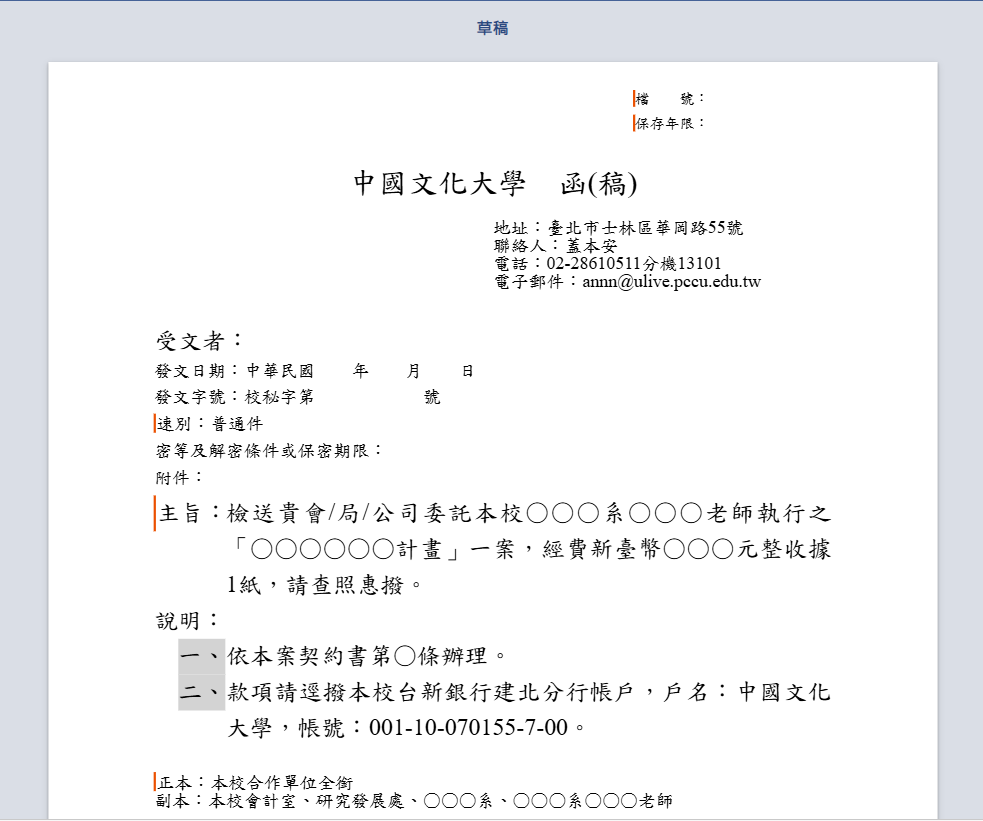 草稿
檔　　號：
保存年限：
中國文化大學　函(稿)
地址：臺北市士林區華岡路55號
聯絡人：蓋本安
電話：02-28610511分機13101
電子郵件：annn@ulive.pccu.edu.tw
受文者：
發文日期：中華民國　　年　　月　　日
發文字號：校秘字第　　　　　　號
速別：普通件
密等及解密條件或保密期限：
附件：
主旨：檢送貴會/局/公司委託本校○○○系○○○老師執行之
「○○○○○○計畫」一案，經費新臺幣○○○元整收據
1紙，請查照惠撥。
說明：
一、依本案契約書第○條辦理。
二、款項請逕撥本校台新銀行建北分行帳戶，戶名：中國文化
大學，帳號：001-10-070155-7-00。
正本：本校合作單位全銜
副本：本校會計室、研究發展處、○○○系、○○○系○○○老師